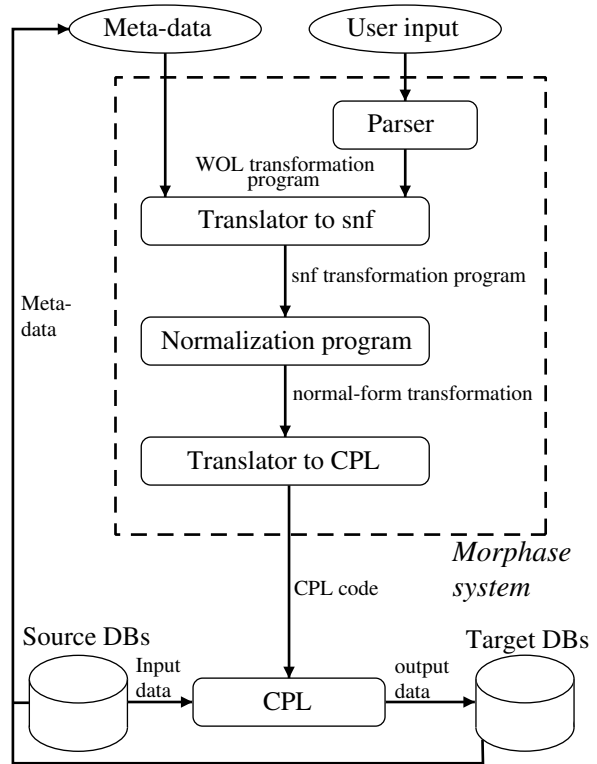 Meta-data
User input
Parser
WOL transformation
program
Translator to snf
snf transformation program
Meta-
data
Normalization program
normal-form transformation
Translator to CPL
Morphase
system
CPL code
Source DBs
Target DBs
Input
data
output
data
CPL